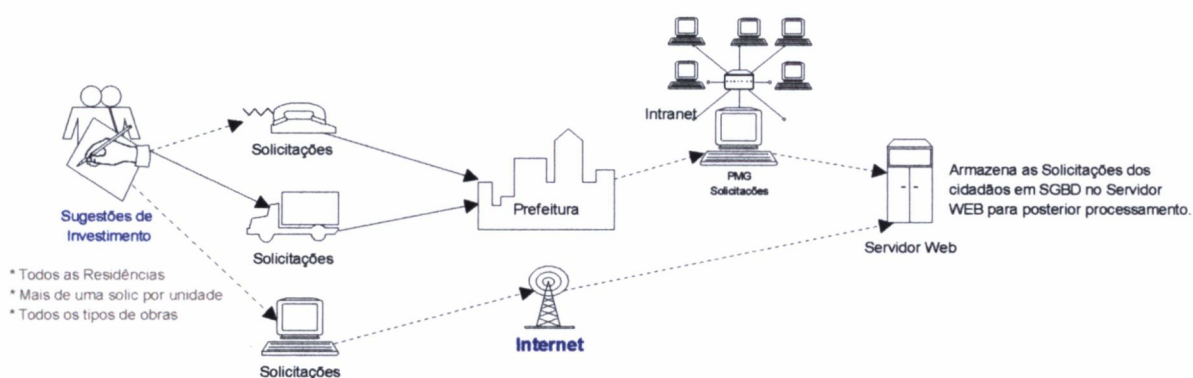 Intranet
Solicitações
PMG
Solicitações
Prefeitura
Armazena as Solicitações dos
cidadãos em SGBD no Servidor
WEB para posterior processamento.
Sugestões de
Investimento
Servidor Web
Solicitações
* Todos as Residências
* Mais de uma solic por unidade
* Todos os tipos de obras
Internet
Solicitações